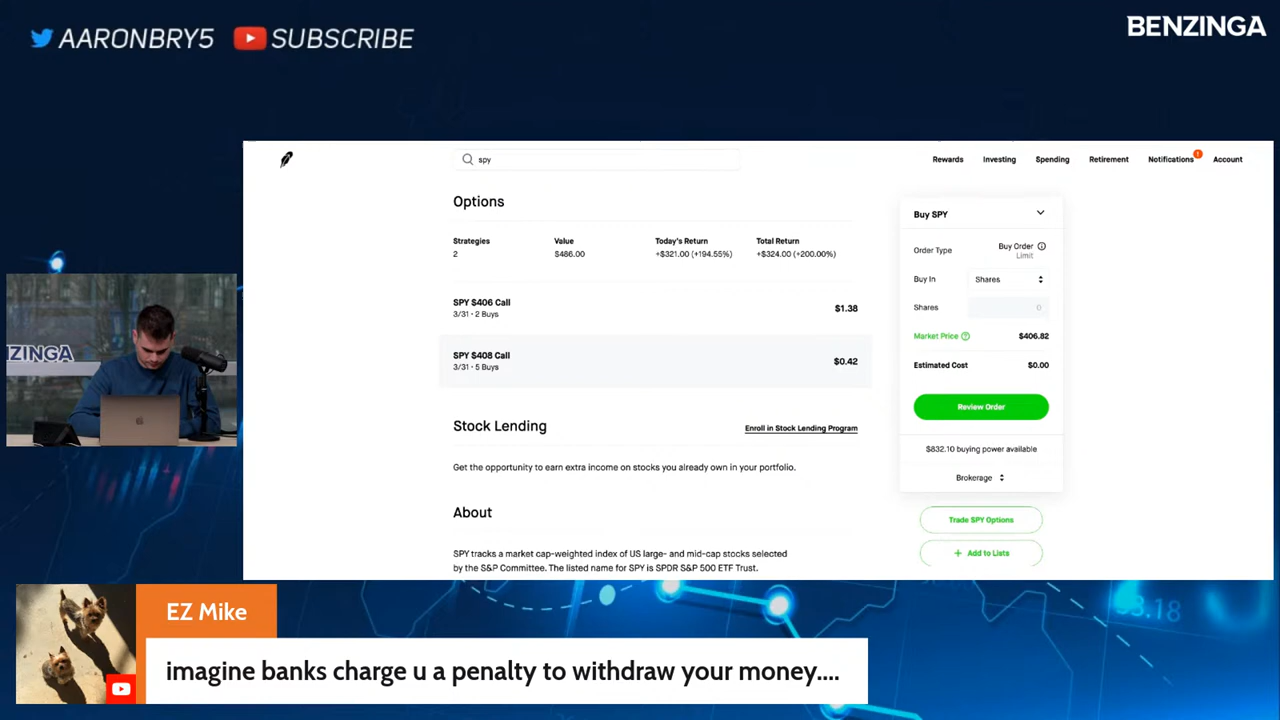 AARONBRY5 SUBSCRIBE
BENZINGA
spy
Rewards Investing Spending Retirement Notifications Account
Options
Strategies Value Today's Return Total Return
2 $486.00 +$321.00 (+194.55%) +$324.00 (+200.00%)
SPY $406 Call
3/31 · 2 Buys
$1.38
SPY $408 Call
3/31 · 5 Buys
$0.42
Stock Lending
Enroll in Stock Lending Program
Get the opportunity to earn extra income on stocks you already own in your portfolio.
About
SPY tracks a market cap-weighted index of US large- and mid-cap stocks selected
by the S&P Committee. The listed name for SPY is SPDR S&P 500 ETF Trust.
Buy SPY
Order Type Buy Order
Limit
Buy In Shares
Shares 0
Market Price $406.82
Estimated Cost $0.00
Review Order
$832.10 buying power available
Brokerage
Trade SPY Options
+ Add to Lists
NZINGA
EZ Mike
imagine banks charge u a penalty to withdraw your money....